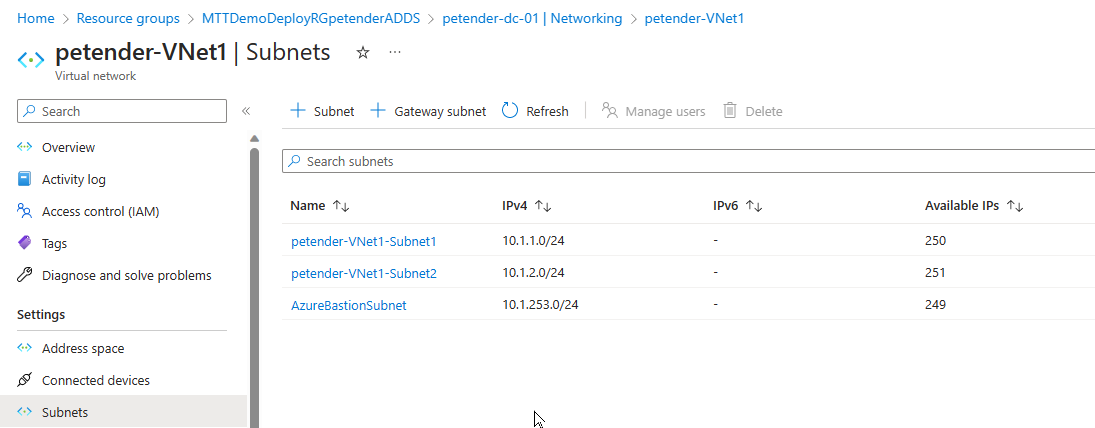 Home > Resource groups > MTTDemoDeployRGpetenderADDS > petender-dc-01 | Networking > petender-VNet1
petender-VNet1 | Subnets ☆ ...
Virtual network
Search «
+ Subnet + Gateway subnet Refresh Manage users Delete
Overview
Activity log
Access control (IAM)
Tags
Diagnose and solve problems
Settings
Address space
Connected devices
Subnets
Search subnets
Name ↑↓ IPv4 ↑↓ IPv6 ↑↓ Available IPs ↑↓
petender-VNet1-Subnet1 10.1.1.0/24 - 250
petender-VNet1-Subnet2 10.1.2.0/24 - 251
AzureBastionSubnet 10.1.253.0/24 - 249